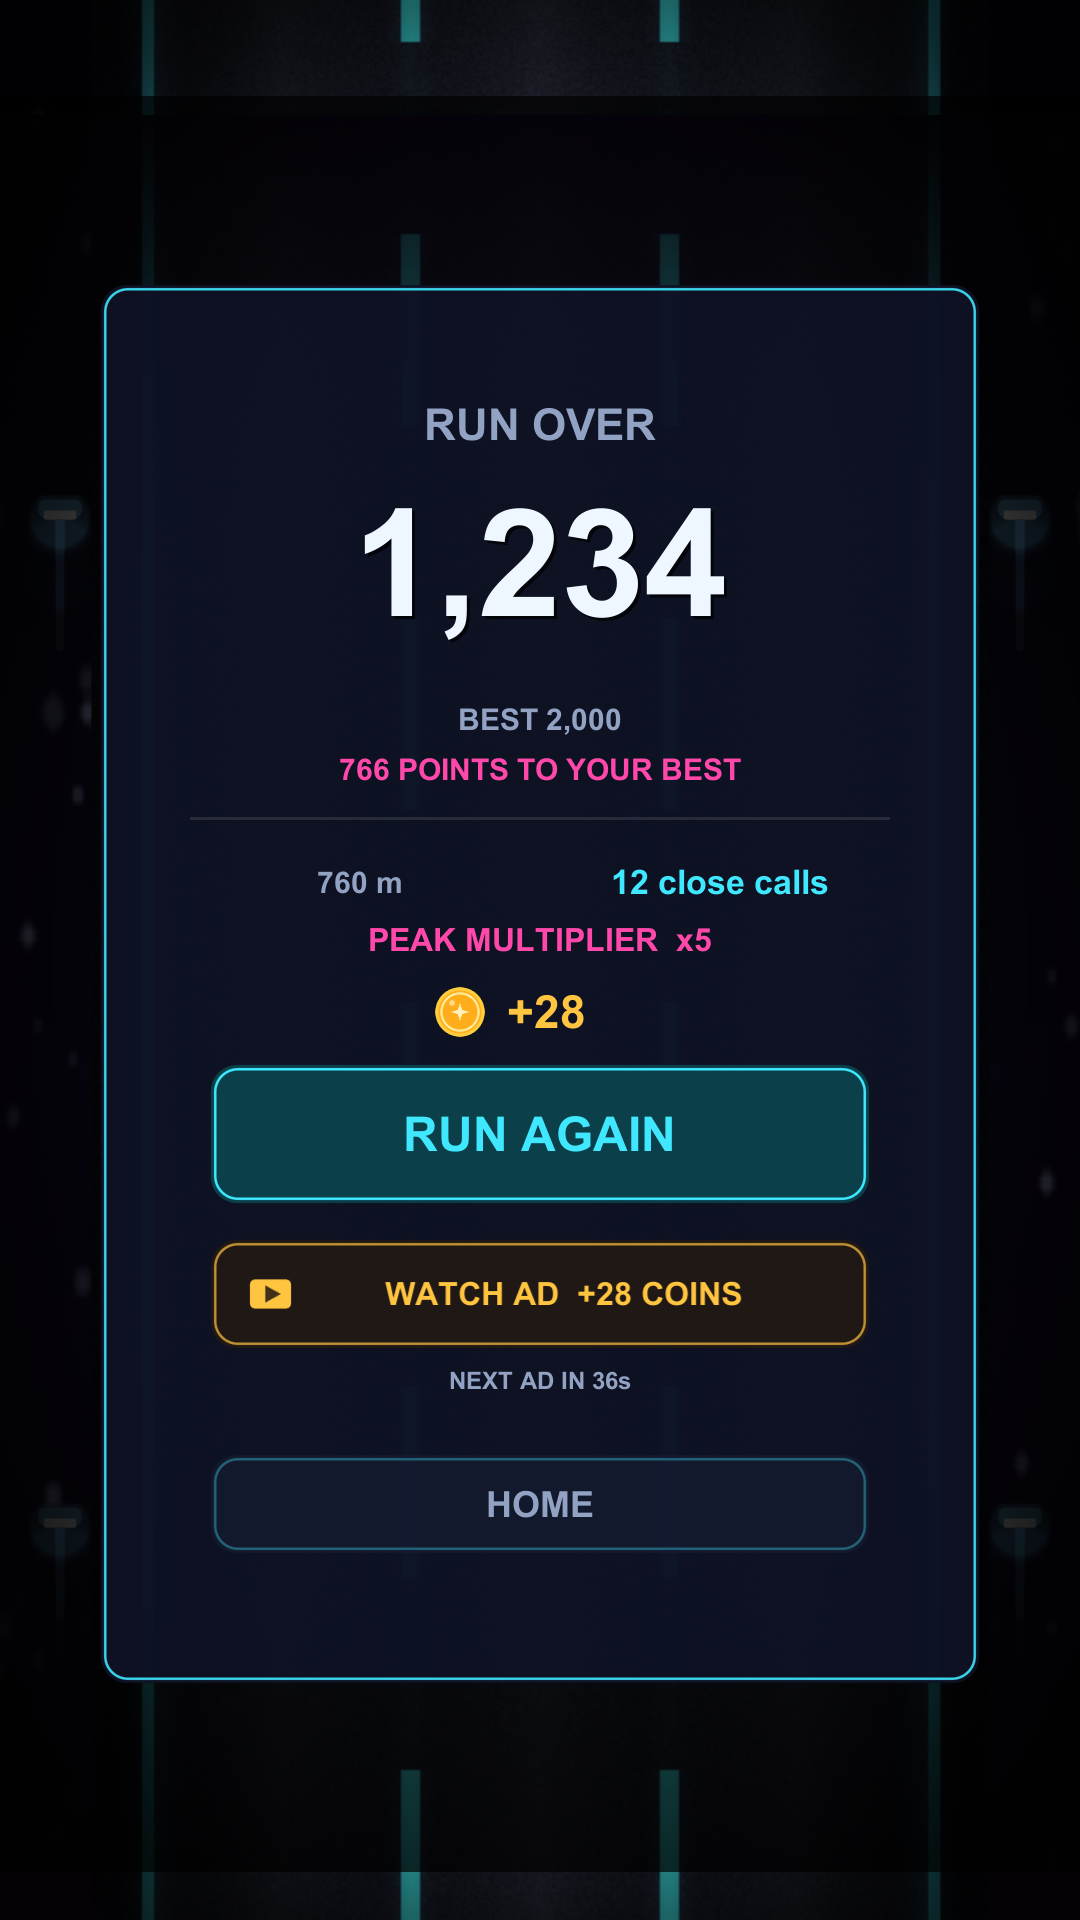 RUN OVER
1,234
BEST 2,000
766 POINTS TO YOUR BEST
760 m
12 close calls
PEAK MULTIPLIER x5
+28
RUN AGAIN
WATCH AD +28 COINS
NEXT AD IN 36s
HOME